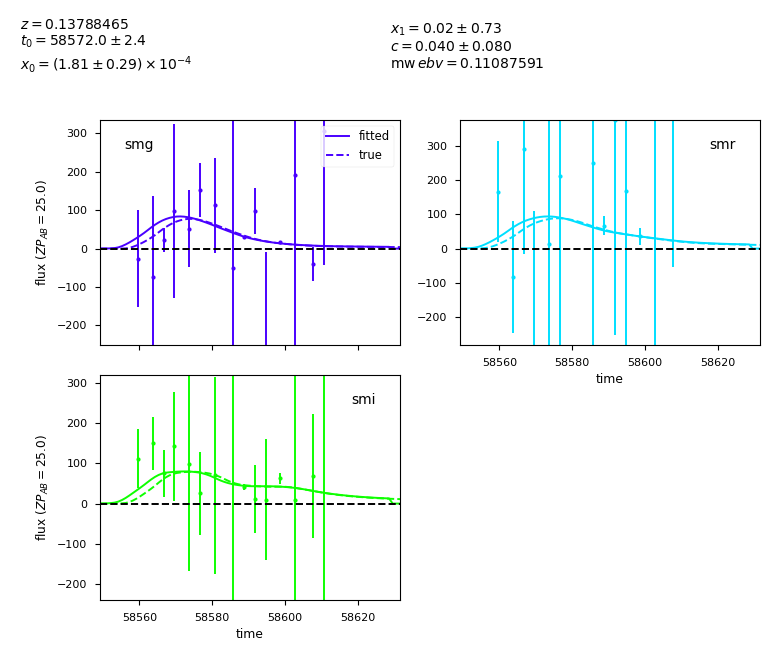 z = 0.13788465
t₀ = 58572.0 ± 2.4
x₀ = (1.81 ± 0.29) × 10⁻⁴
x₁ = 0.02 ± 0.73
c = 0.040 ± 0.080
mw ebv = 0.11087591
smg
fitted
true
300
200
100
0
−100
−200
flux (ZP_AB = 25.0)
smr
300
200
100
0
−100
−200
58560 58580 58600 58620
time
smi
300
200
100
0
−100
−200
flux (ZP_AB = 25.0)
58560 58580 58600 58620
time